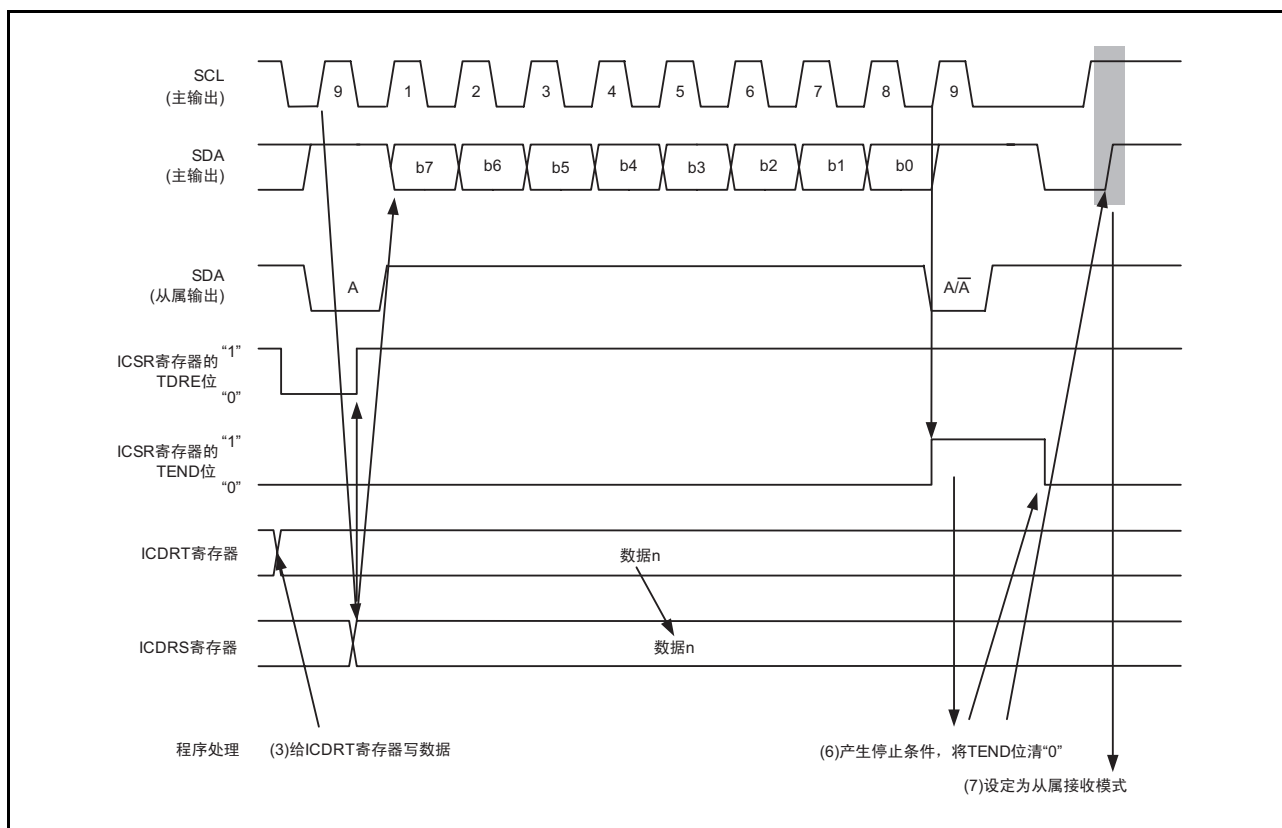 SCL
(主输出)
9 1 2 3 4 5 6 7 8 9
SDA
(主输出)
b7 b6 b5 b4 b3 b2 b1 b0
SDA
(从属输出)
A
A/A̅
ICSR寄存器的
TDRE位
“1”
“0”
ICSR寄存器的
TEND位
“1”
“0”
ICDRT寄存器
数据n
ICDRS寄存器
数据n
程序处理
(3)给ICDRT寄存器写数据
(6)产生停止条件，将TEND位清“0”
(7)设定为从属接收模式